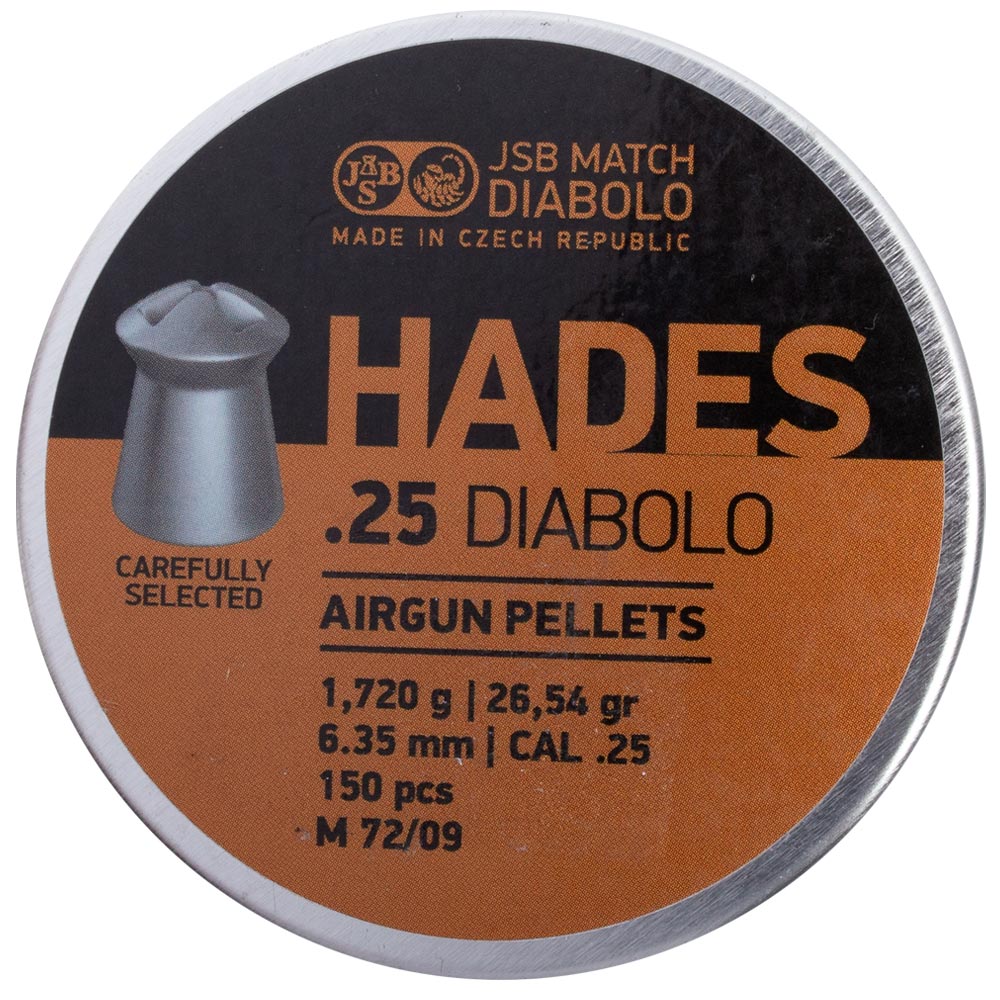 JSB
JSB MATCH
DIABOLO
MADE IN CZECH REPUBLIC
HADES
.25 DIABOLO
CAREFULLY
SELECTED
AIRGUN PELLETS
1,720 g | 26,54 gr
6.35 mm | CAL .25
150 pcs
M 72/09